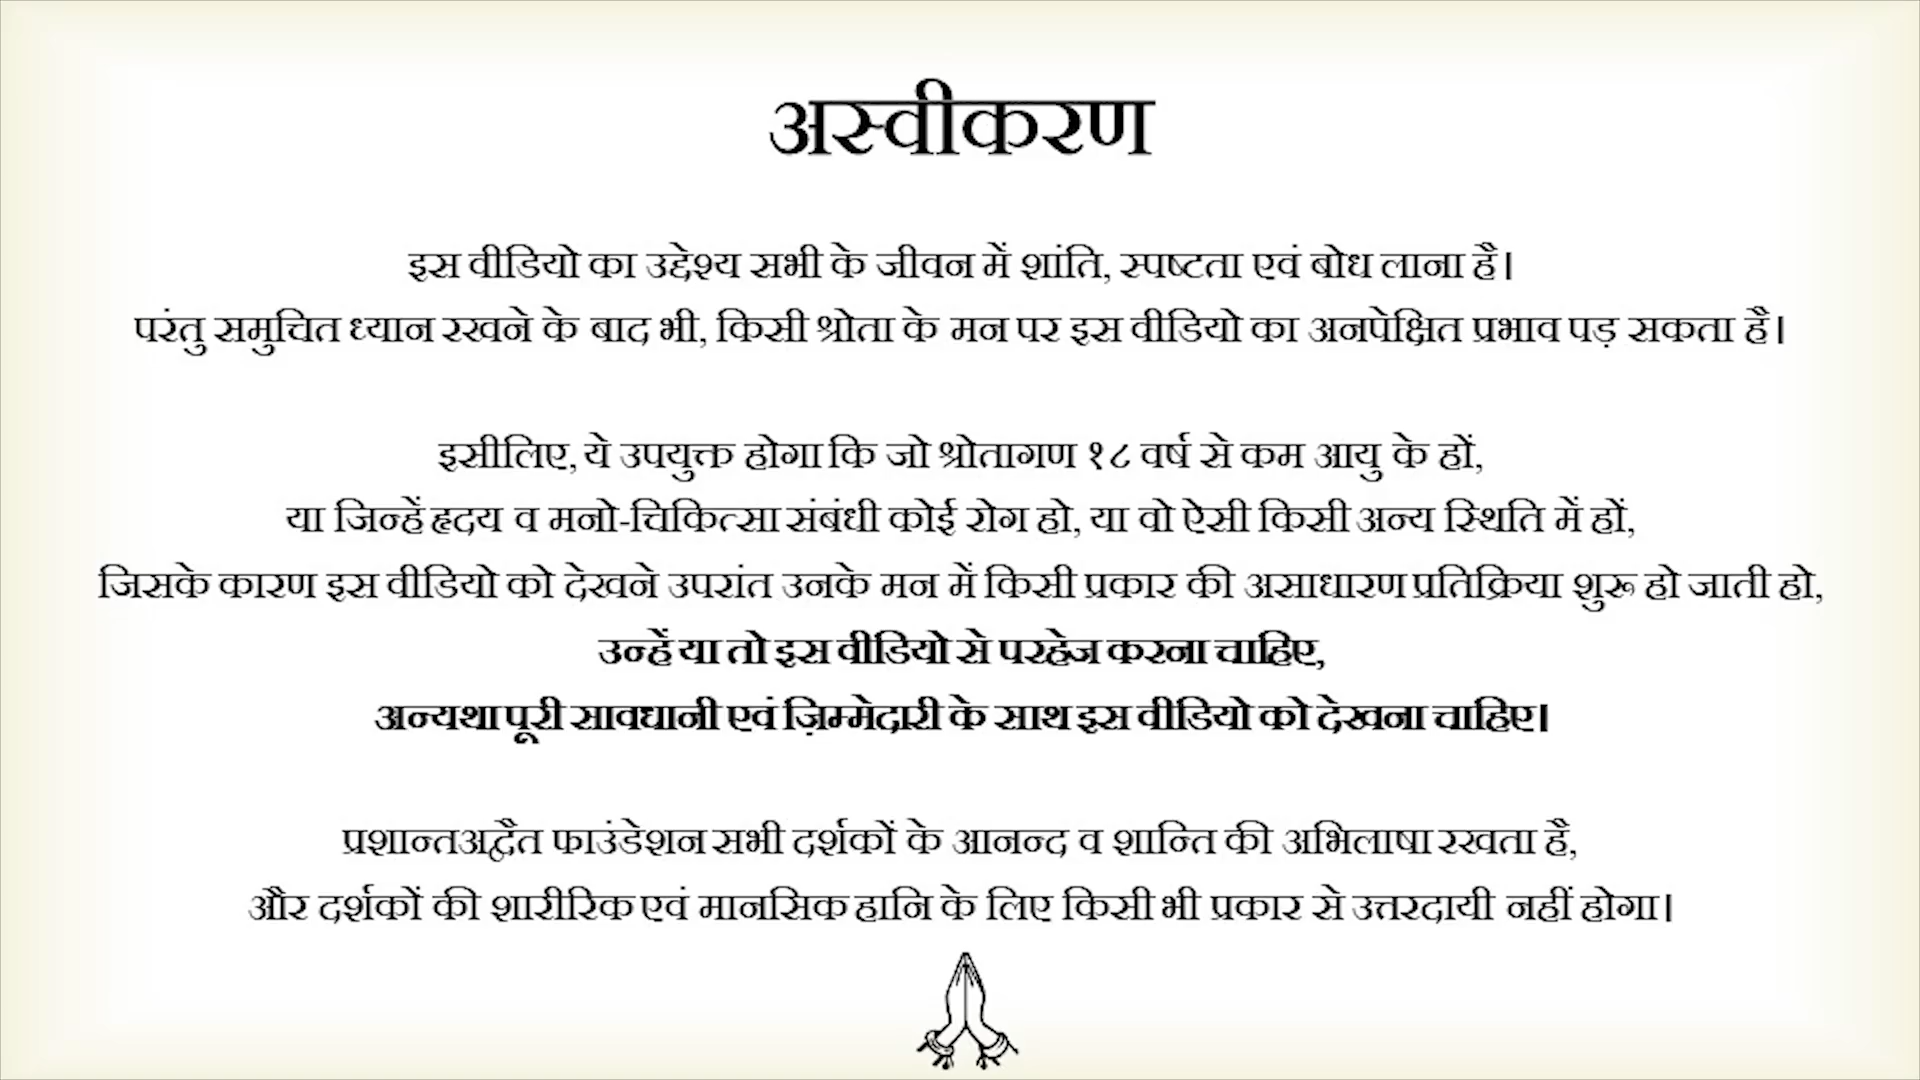 अस्वीकरण
इस वीडियो का उद्देश्य सभी के जीवन में शांति, स्पष्टता एवं बोध लाना है।
परंतु समुचित ध्यान रखने के बाद भी, किसी श्रोता के मन पर इस वीडियो का अनपेक्षित प्रभाव पड़ सकता है।
इसीलिए, ये उपयुक्त होगा कि जो श्रोतागण १८ वर्ष से कम आयु के हों,
या जिन्हें हृदय व मनो-चिकित्सा संबंधी कोई रोग हो, या वो ऐसी किसी अन्य स्थिति में हों,
जिसके कारण इस वीडियो को देखने उपरांत उनके मन में किसी प्रकार की असाधारण प्रतिक्रिया शुरू हो जाती हो,
उन्हें या तो इस वीडियो से परहेज करना चाहिए,
अन्यथा पूरी सावधानी एवं ज़िम्मेदारी के साथ इस वीडियो को देखना चाहिए।
प्रशान्तअद्वैत फाउंडेशन सभी दर्शकों के आनन्द व शान्ति की अभिलाषा रखता है,
और दर्शकों की शारीरिक एवं मानसिक हानि के लिए किसी भी प्रकार से उत्तरदायी नहीं होगा।